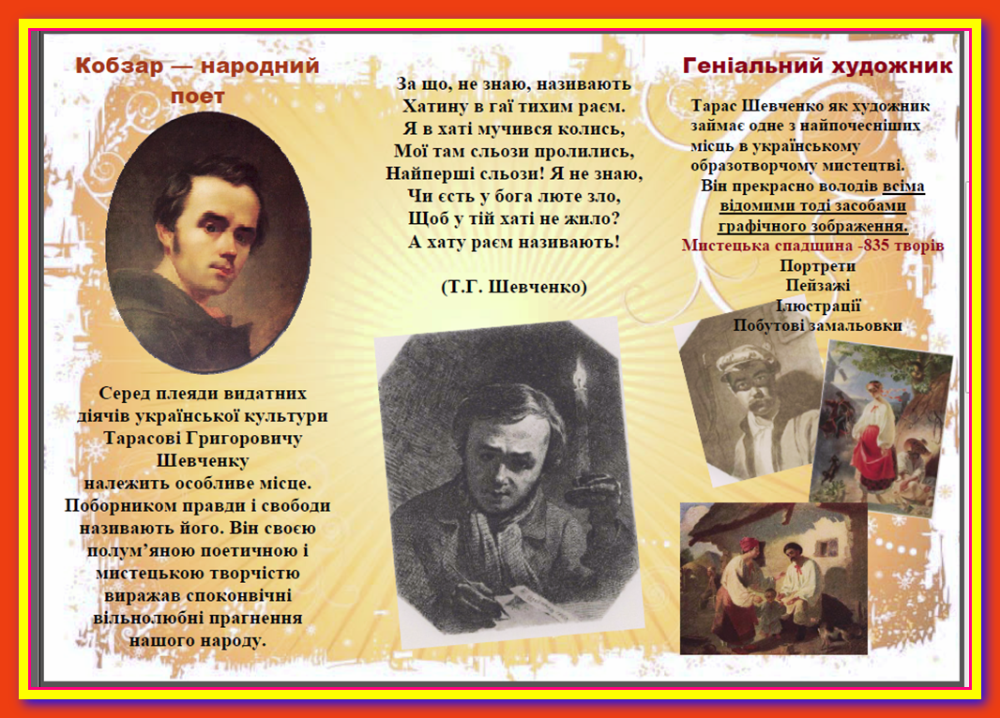 Кобзар — народний
поет
Серед плеяди видатних
діячів української культури
Тарасові Григоровичу
Шевченку
належить особливе місце.
Поборником правди і свободи
називають його. Він своєю
полум’яною поетичною і
мистецькою творчістю
виражав споконвічні
вільнолюбні прагнення
нашого народу.
За що, не знаю, називають
Хатину в гаї тихим раєм.
Я в хаті мучився колись,
Мої там сльози пролились,
Найперші сльози! Я не знаю,
Чи єсть у бога люте зло,
Щоб у тій хаті не жило?
А хату раєм називають!
(Т.Г. Шевченко)
Геніальний художник
Тарас Шевченко як художник
займає одне з найпочесніших
місць в українському
образотворчому мистецтві.
Він прекрасно володів всіма
відомими тоді засобами
графічного зображення.
Мистецька спадщина -835 творів
Портрети
Пейзажі
Ілюстрації
Побутові замальовки